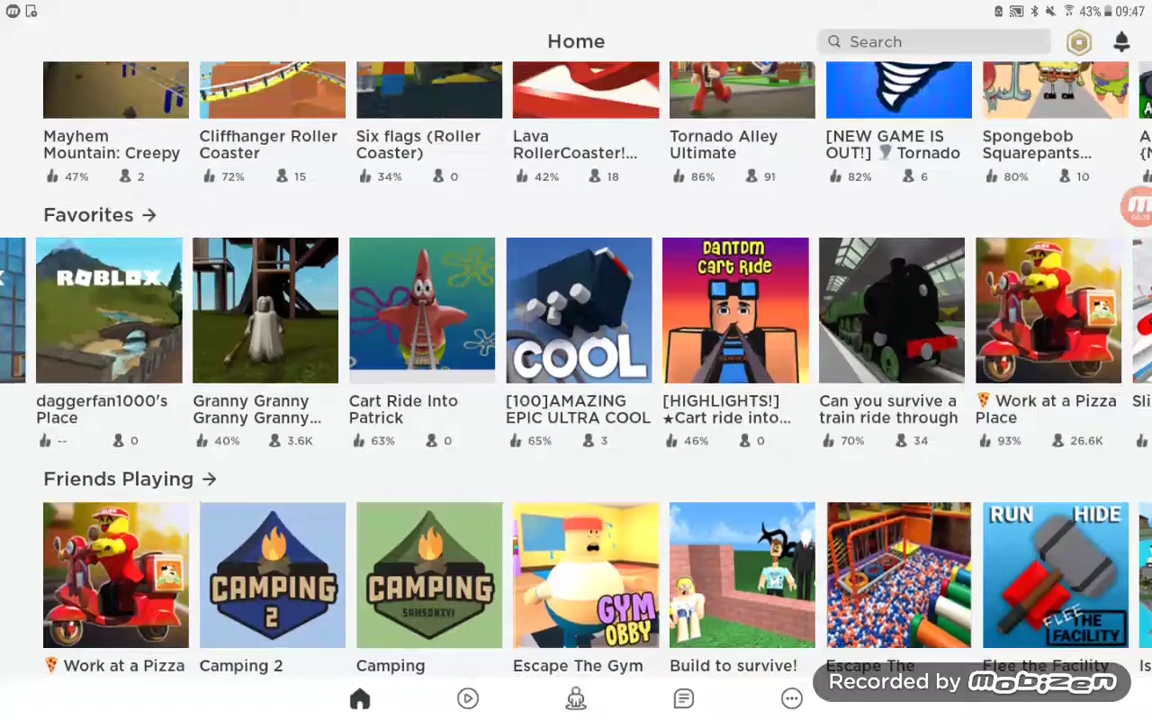 43% 09:47
Home
Search
Mayhem Mountain: Creepy
47% 2
Cliffhanger Roller Coaster
72% 15
Six flags (Roller Coaster)
34% 0
Lava RollerCoaster!...
42% 18
Tornado Alley Ultimate
86% 91
[NEW GAME IS OUT!] 🌪️ Tornado
82% 6
Spongebob Squarepants...
80% 10
Favorites →
ROBLOX
daggerfan1000's Place
-- 0
Granny Granny Granny Granny...
40% 3.6K
Cart Ride Into Patrick
63% 0
COOL
[100]AMAZING EPIC ULTRA COOL
65% 3
DANTDM
CART RIDE
[HIGHLIGHTS!] ★Cart ride into...
46% 0
Can you survive a train ride through
70% 34
🍕 Work at a Pizza Place
93% 26.6K
Sli
Friends Playing →
🍕 Work at a Pizza
CAMPING
2
Camping 2
CAMPING
SAMSONXVI
Camping
GYM
OBBY
Escape The Gym
Build to survive!
Escape The
RUN HIDE
FLEE THE
FACILITY
Flee the Facility
Is
Recorded by mobizen